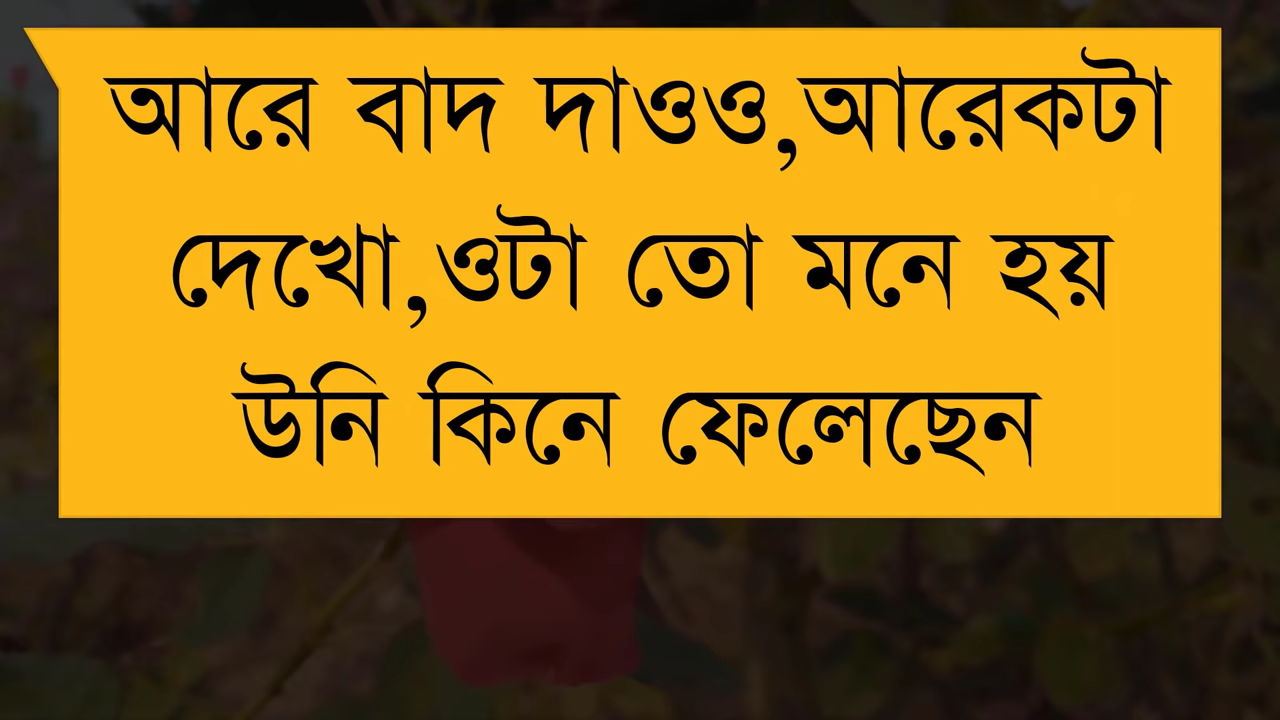 আরে বাদ দাওও,আরেকটা
দেখো,ওটা তো মনে হয়
উনি কিনে ফেলেছেন